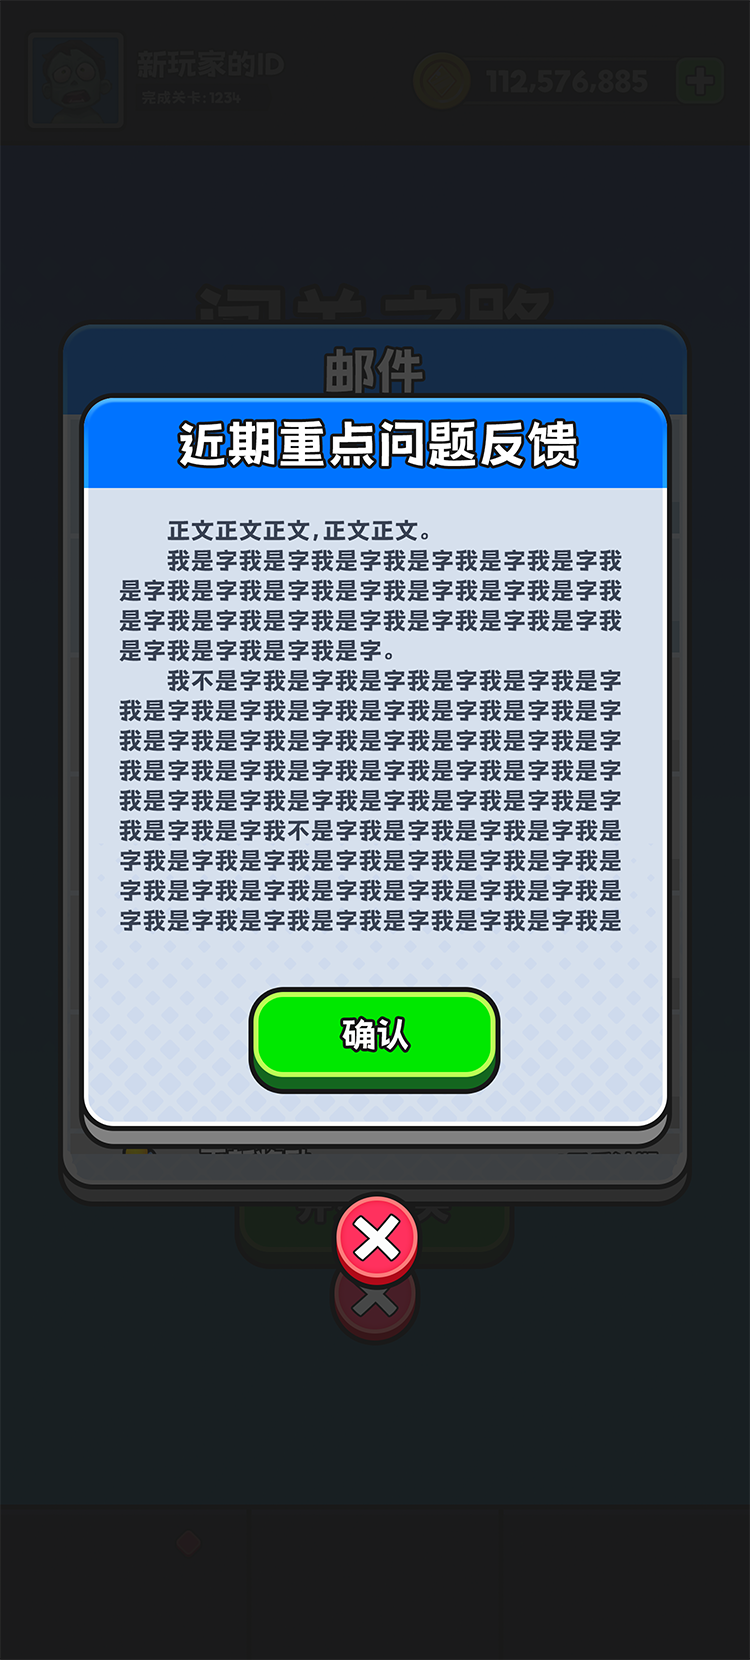 新玩家的ID
完成关卡:1234
112,576,885
邮件
近期重点问题反馈
正文正文正文,正文正文。
我是字我是字我是字我是字我是字我是字我
是字我是字我是字我是字我是字我是字我是字我
是字我是字我是字我是字我是字我是字我是字我
是字我是字我是字我是字。
我不是字我是字我是字我是字我是字我是字
我是字我是字我是字我是字我是字我是字我是字
我是字我是字我是字我是字我是字我是字我是字
我是字我是字我是字我是字我是字我是字我是字
我是字我是字我是字我是字我是字我是字我是字
我是字我是字我不是字我是字我是字我是字我是
字我是字我是字我是字我是字我是字我是字我是
字我是字我是字我是字我是字我是字我是字我是
字我是字我是字我是字我是字我是字我是字我是
确认